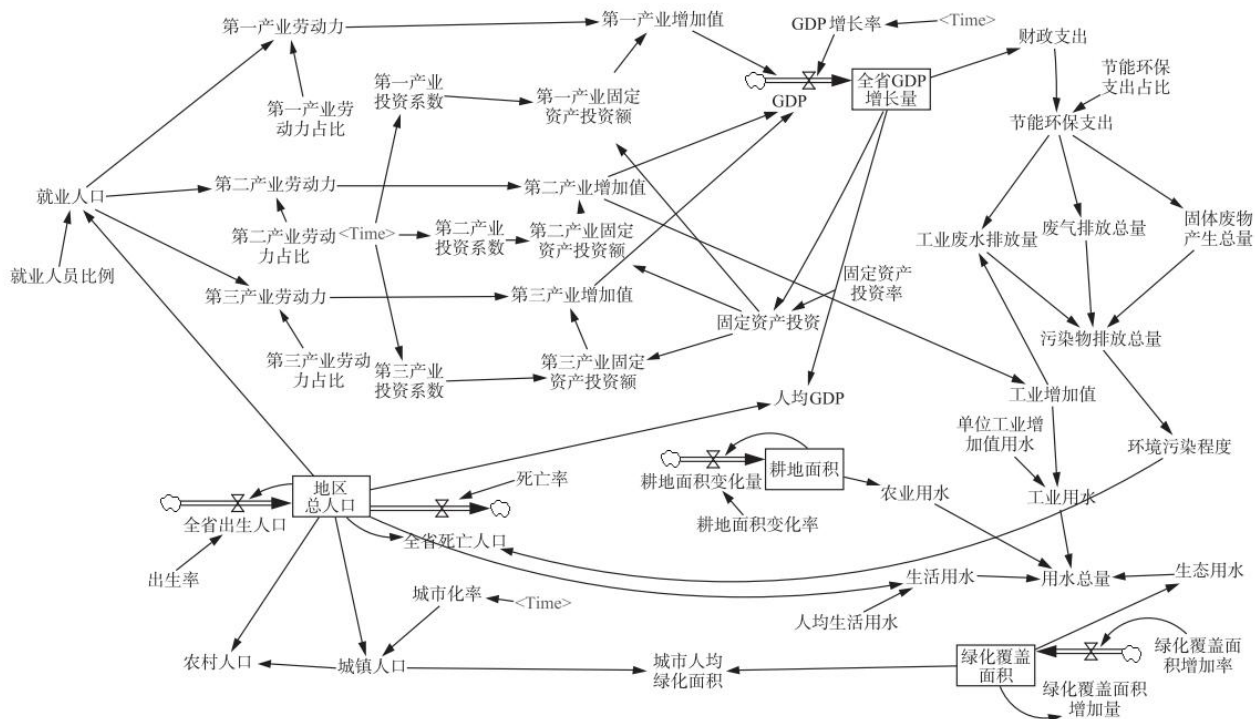 第一产业劳动力
第一产业增加值
GDP增长率
<Time>
财政支出
节能环保
支出占比
第一产业
投资系数
第一产业固定
资产投资额
第一产业劳
动力占比
全省GDP
增长量
GDP
节能环保支出
就业人口
第二产业劳动力
第二产业增加值
第二产业劳动
力占比
<Time>
第二产业
投资系数
第二产业固定
资产投资额
工业废水排放量
废气排放总量
固体废物
产生总量
就业人员比例
第三产业劳动力
第三产业增加值
固定资产
投资率
固定资产投资
污染物排放总量
第三产业劳动
力占比
第三产业
投资系数
第三产业固定
资产投资额
人均GDP
工业增加值
单位工业增
加值用水
环境污染程度
地区
总人口
死亡率
耕地面积变化量
耕地面积
农业用水
工业用水
全省出生人口
耕地面积变化率
全省死亡人口
出生率
城市化率
<Time>
生活用水
用水总量
生态用水
人均生活用水
农村人口
城镇人口
城市人均
绿化面积
绿化覆盖
面积
绿化覆盖面
积增加率
绿化覆盖面积
增加量